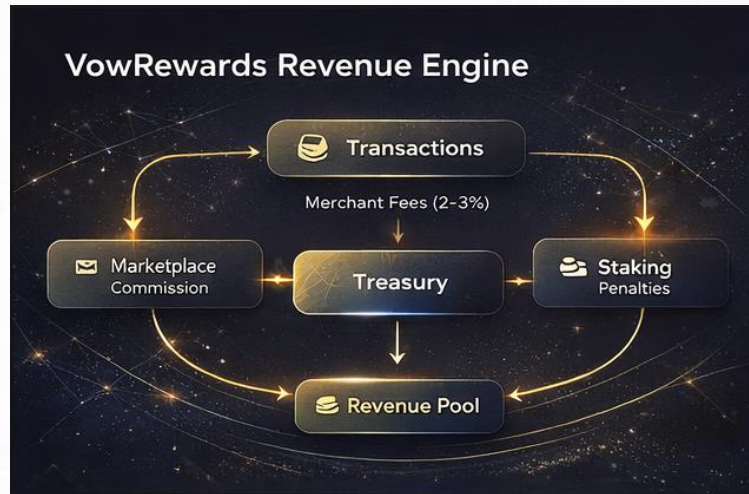 VowRewards Revenue Engine
Transactions
Merchant Fees (2-3%)
Marketplace
Commission
Treasury
Staking
Penalties
Revenue Pool